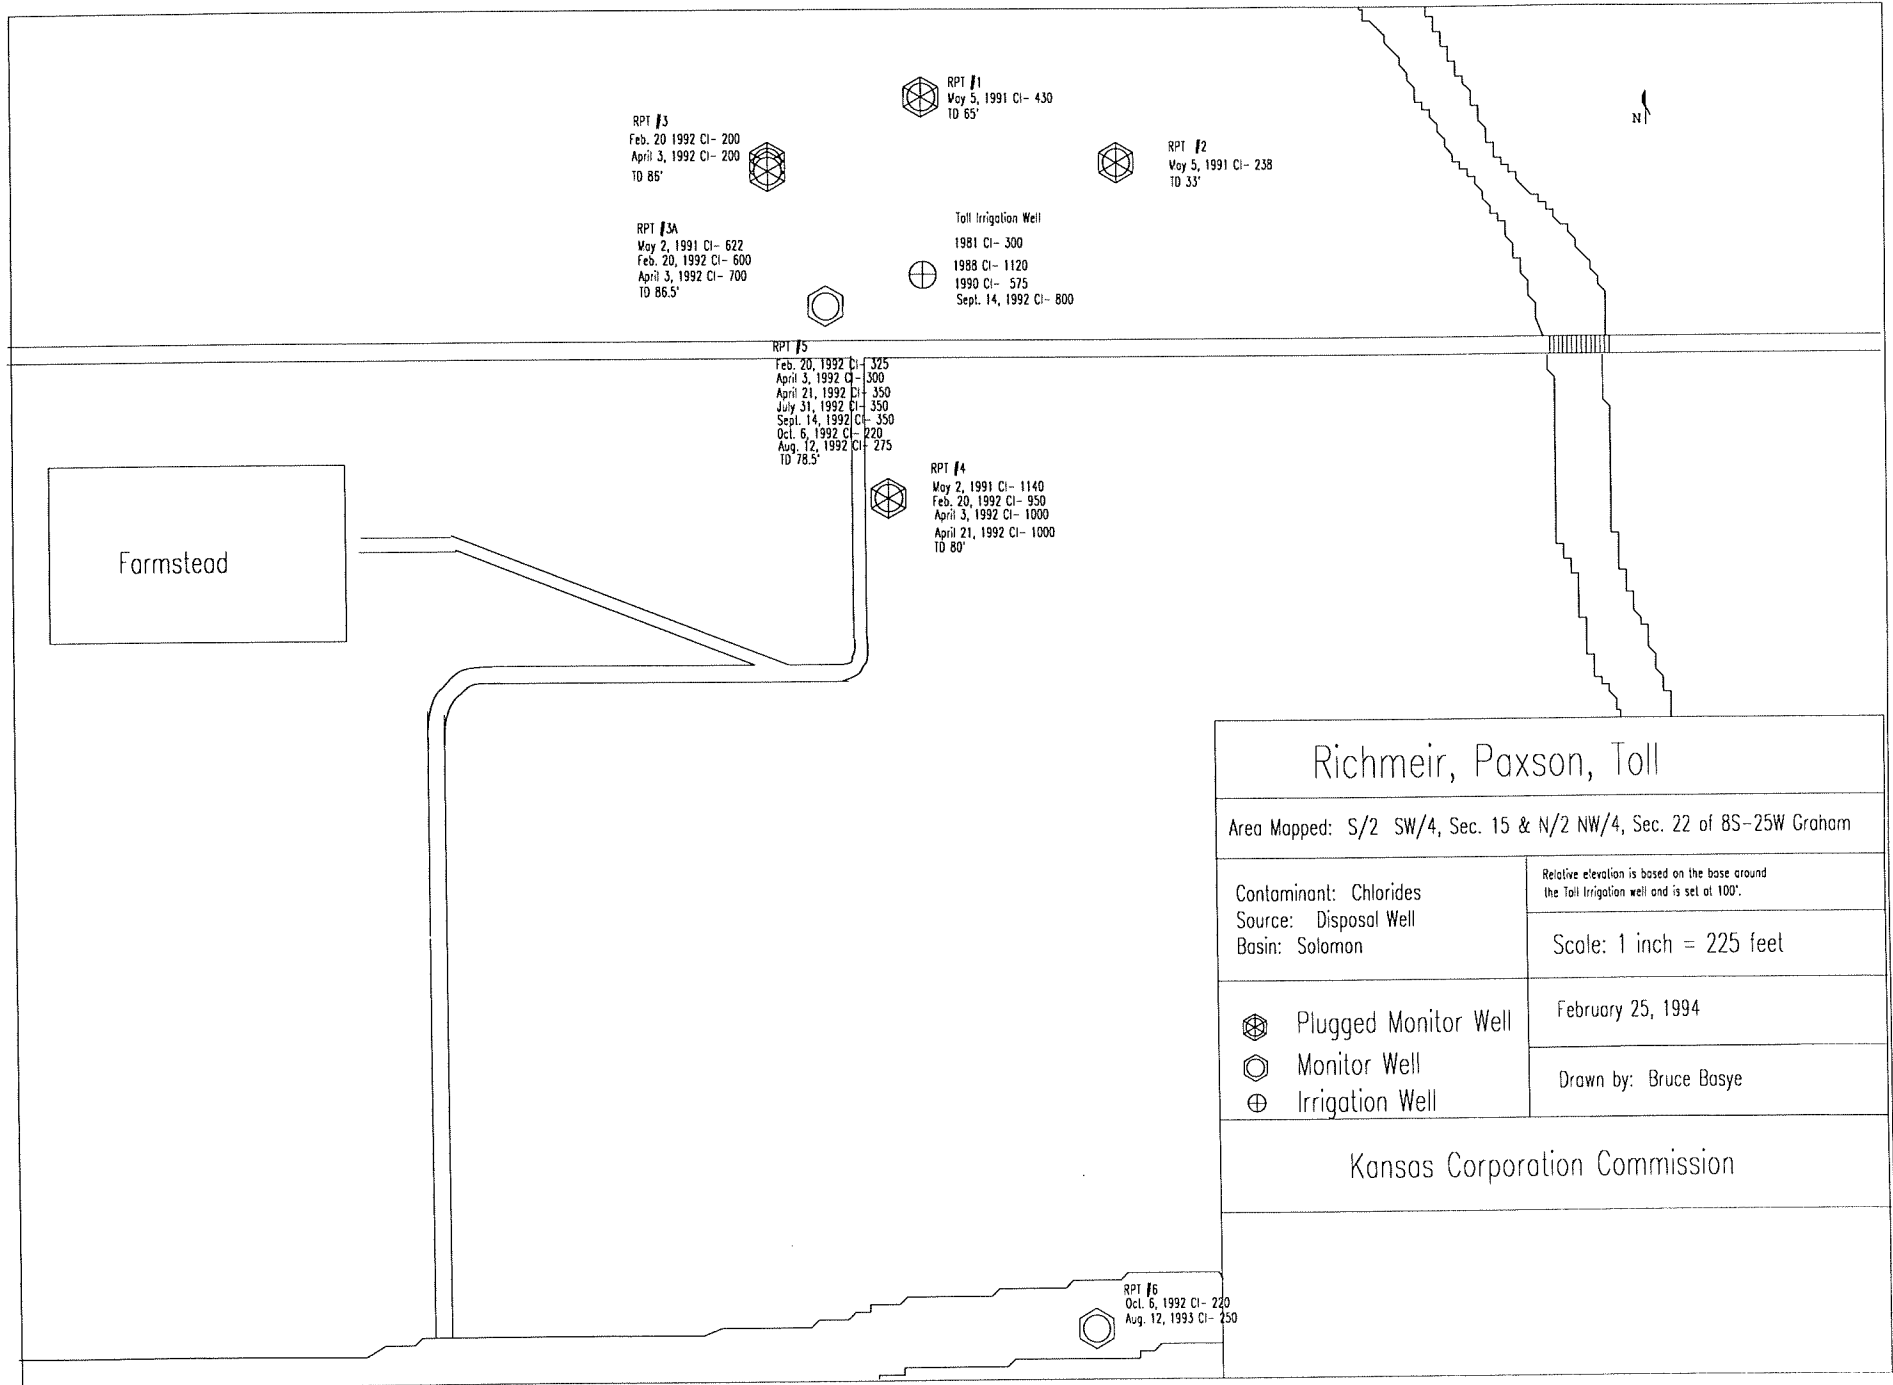 RPT #1
May 5, 1991 Cl- 430
TD 65'
RPT #3
Feb. 20 1992 Cl- 200
April 3, 1992 Cl- 200
TD 86'
RPT #2
May 5, 1991 Cl- 238
TD 33'
N
RPT #3A
May 2, 1991 Cl- 622
Feb. 20, 1992 Cl- 600
April 3, 1992 Cl- 700
TD 86.5'
Toll Irrigation Well
1981 Cl- 300
1988 Cl- 1120
1990 Cl- 575
Sept. 14, 1992 Cl- 800
RPT #5
Feb. 20, 1992 Cl- 325
April 3, 1992 Cl- 300
April 21, 1992 Cl- 350
July 31, 1992 Cl- 350
Sept. 14, 1992 Cl- 350
Oct. 6, 1992 Cl- 220
Aug. 12, 1992 Cl- 275
TD 78.5'
RPT #4
May 2, 1991 Cl- 1140
Feb. 20, 1992 Cl- 950
April 3, 1992 Cl- 1000
April 21, 1992 Cl- 1000
TD 80'
Farmstead
Richmeir, Paxson, Toll
Area Mapped: S/2 SW/4, Sec. 15 & N/2 NW/4, Sec. 22 of 8S-25W Graham
Contaminant: Chlorides
Source: Disposal Well
Basin: Solomon
Relative elevation is based on the base around
the Toll Irrigation well and is set at 100'.
Scale: 1 inch = 225 feet
Plugged Monitor Well
Monitor Well
Irrigation Well
February 25, 1994
Drawn by: Bruce Basye
Kansas Corporation Commission
RPT #6
Oct. 6, 1992 Cl- 220
Aug. 12, 1993 Cl- 250